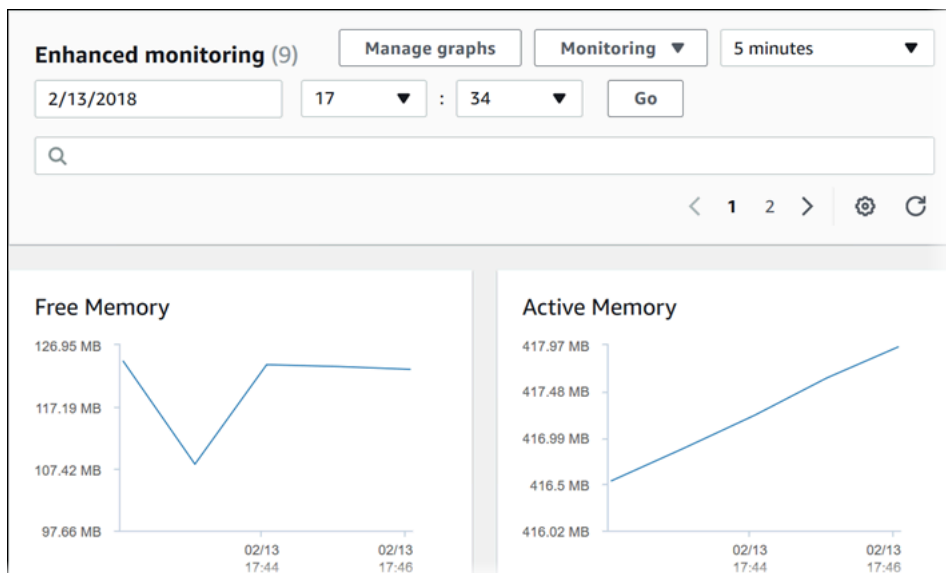 Enhanced monitoring (9)
Manage graphs
Monitoring
5 minutes
2/13/2018
17
:
34
Go
1
2
Free Memory
126.95 MB
117.19 MB
107.42 MB
97.66 MB
02/13
17:44
02/13
17:46
Active Memory
417.97 MB
417.48 MB
416.99 MB
416.5 MB
416.02 MB
02/13
17:44
02/13
17:46